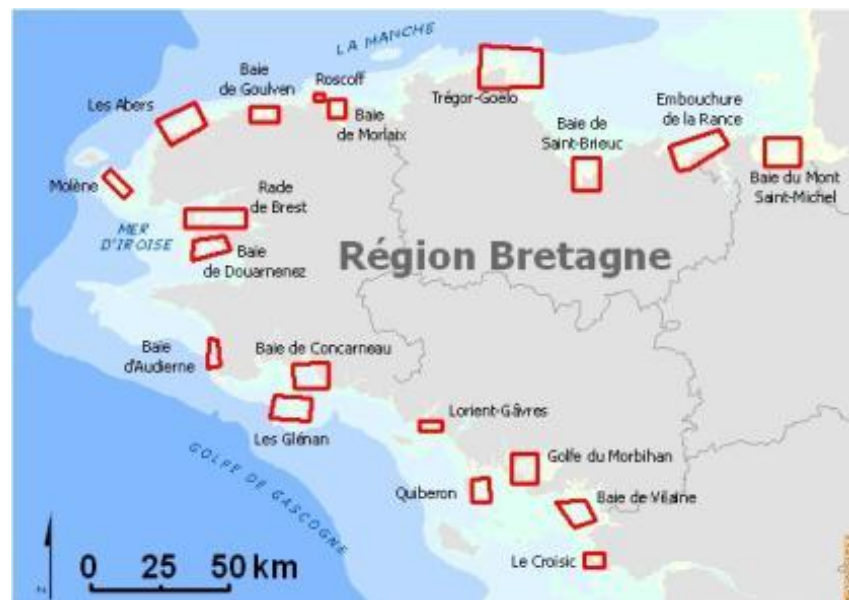 LA MANCHE
Baie
de Goulven
Roscoff
Les Abers
Trégor-Goëlo
Embouchure
de la Rance
Baie
de Morlaix
Baie de
Saint-Brieuc
Molène
Baie du Mont
Saint-Michel
Rade
de Brest
MER
D'IROISE
Baie
de Douarnenez
Région Bretagne
Baie
d'Audierne
Baie de Concarneau
Lorient-Gâvres
Les Glénan
Golfe du Morbihan
GOLFE DE GASCOGNE
Quiberon
Baie de Vilaine
Le Croisic
0 25 50 km
N